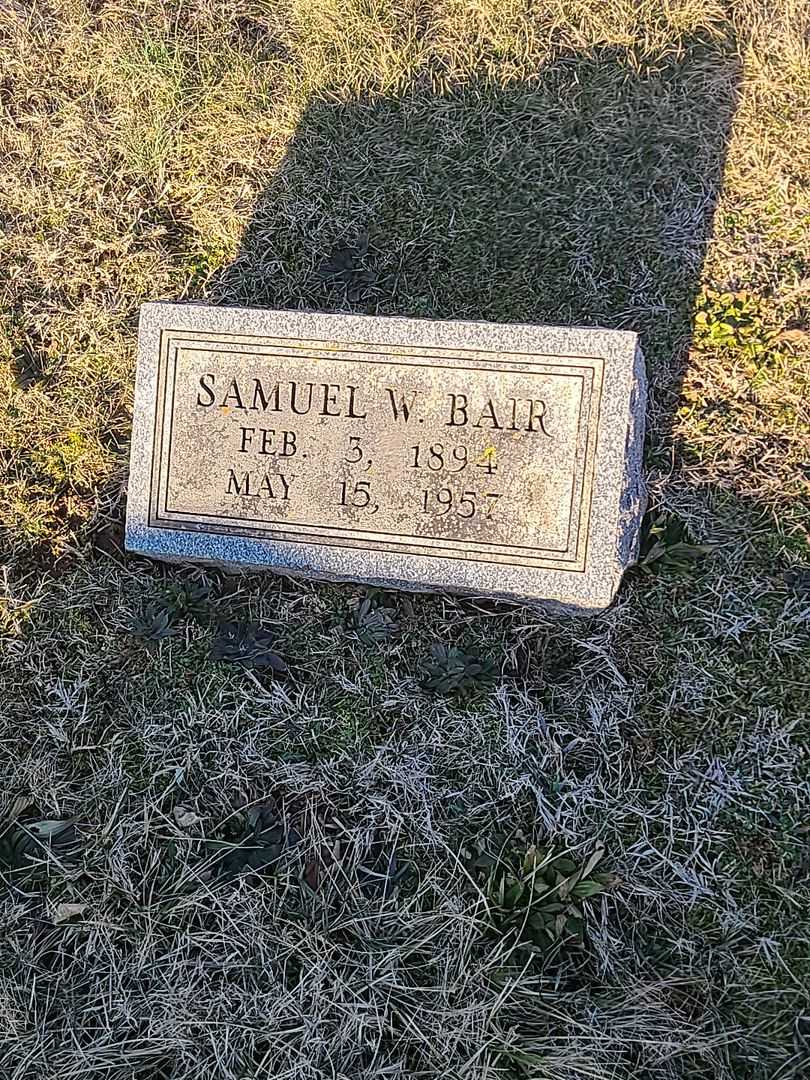 SAMUEL W. BAIR
FEB. 3, 1894
MAY 15, 1957